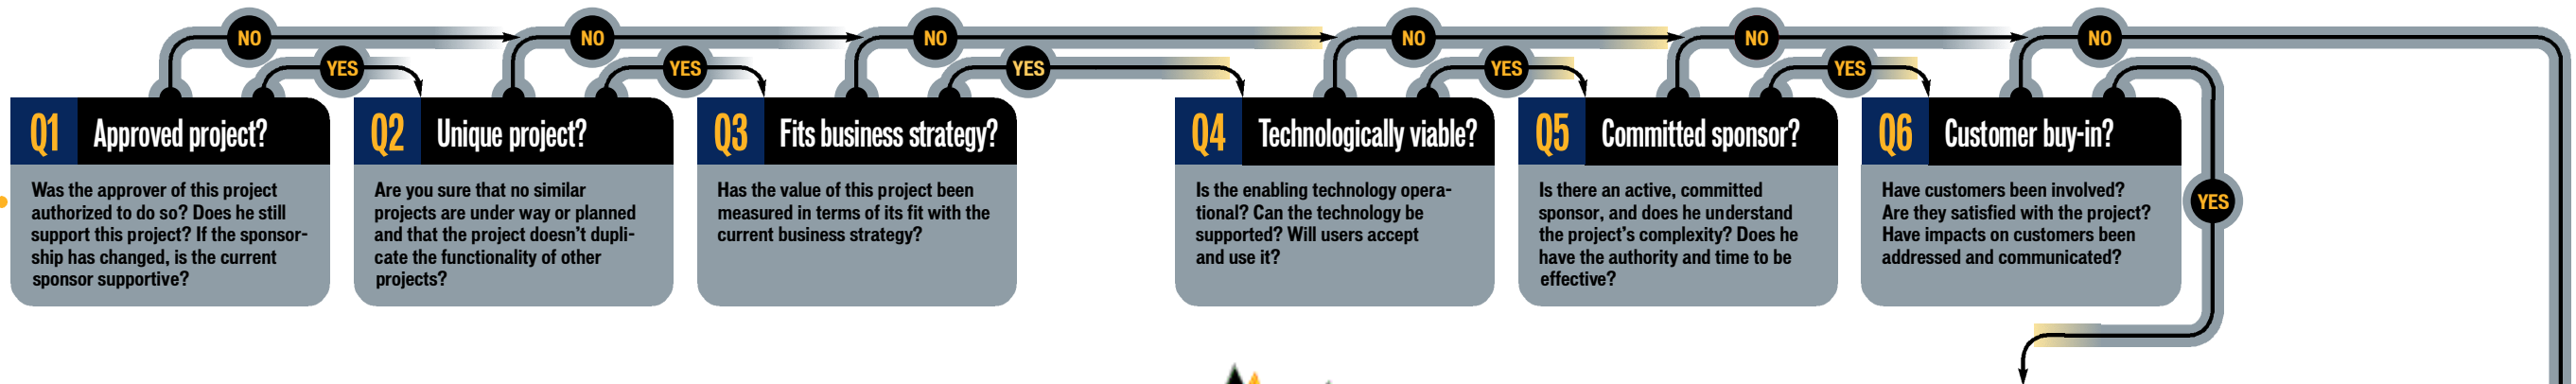 NO
YES
NO
YES
NO
YES
NO
YES
NO
YES
NO
Q1 Approved project?
Was the approver of this project
authorized to do so? Does he still
support this project? If the sponsor-
ship has changed, is the current
sponsor supportive?
Q2 Unique project?
Are you sure that no similar
projects are under way or planned
and that the project doesn't dupli-
cate the functionality of other
projects?
Q3 Fits business strategy?
Has the value of this project been
measured in terms of its fit with the
current business strategy?
Q4 Technologically viable?
Is the enabling technology opera-
tional? Can the technology be
supported? Will users accept
and use it?
Q5 Committed sponsor?
Is there an active, committed
sponsor, and does he understand
the project's complexity? Does he
have the authority and time to be
effective?
Q6 Customer buy-in?
Have customers been involved?
Are they satisfied with the project?
Have impacts on customers been
addressed and communicated?
YES